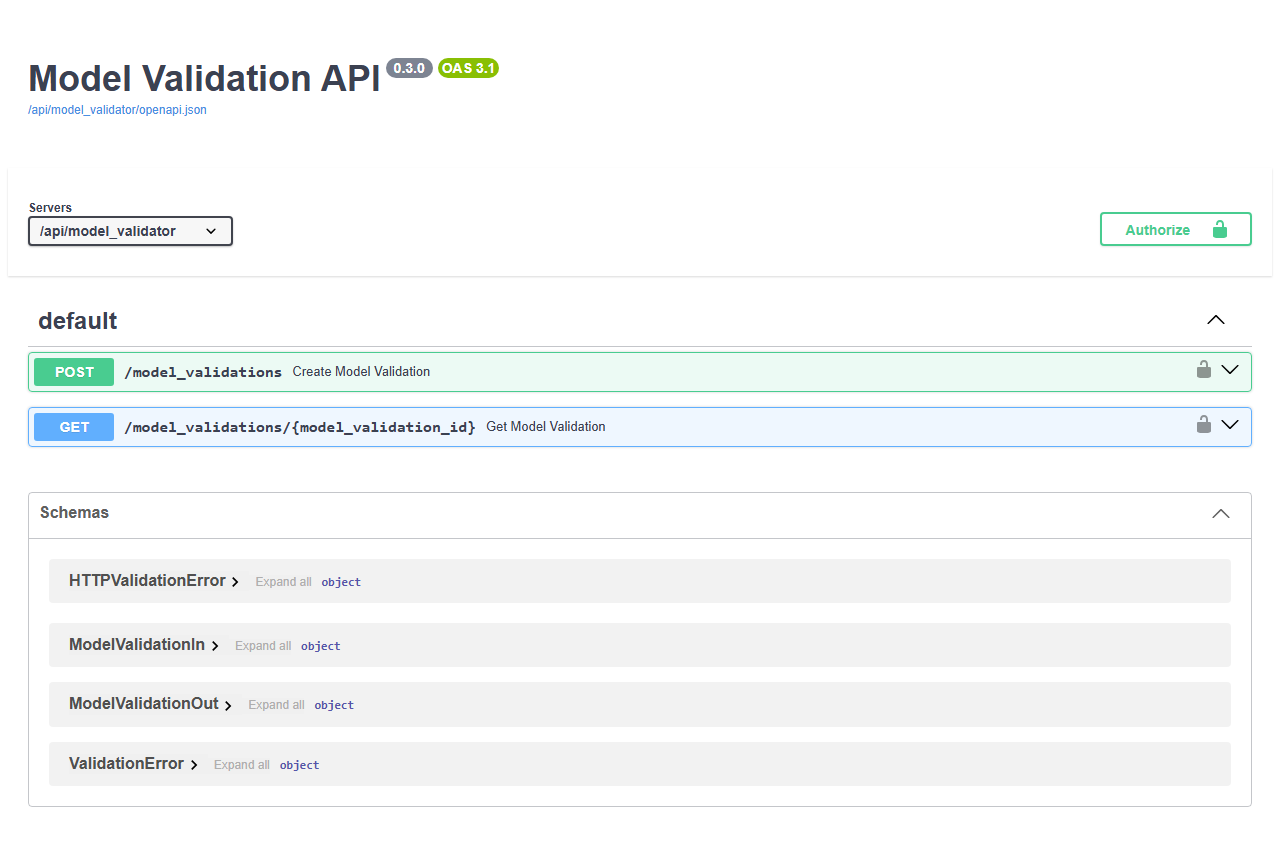 Model Validation API 0.3.0 OAS 3.1
/api/model_validator/openapi.json
Servers
/api/model_validator
Authorize
default
POST /model_validations Create Model Validation
GET /model_validations/{model_validation_id} Get Model Validation
Schemas
HTTPValidationError Expand all object
ModelValidationIn Expand all object
ModelValidationOut Expand all object
ValidationError Expand all object